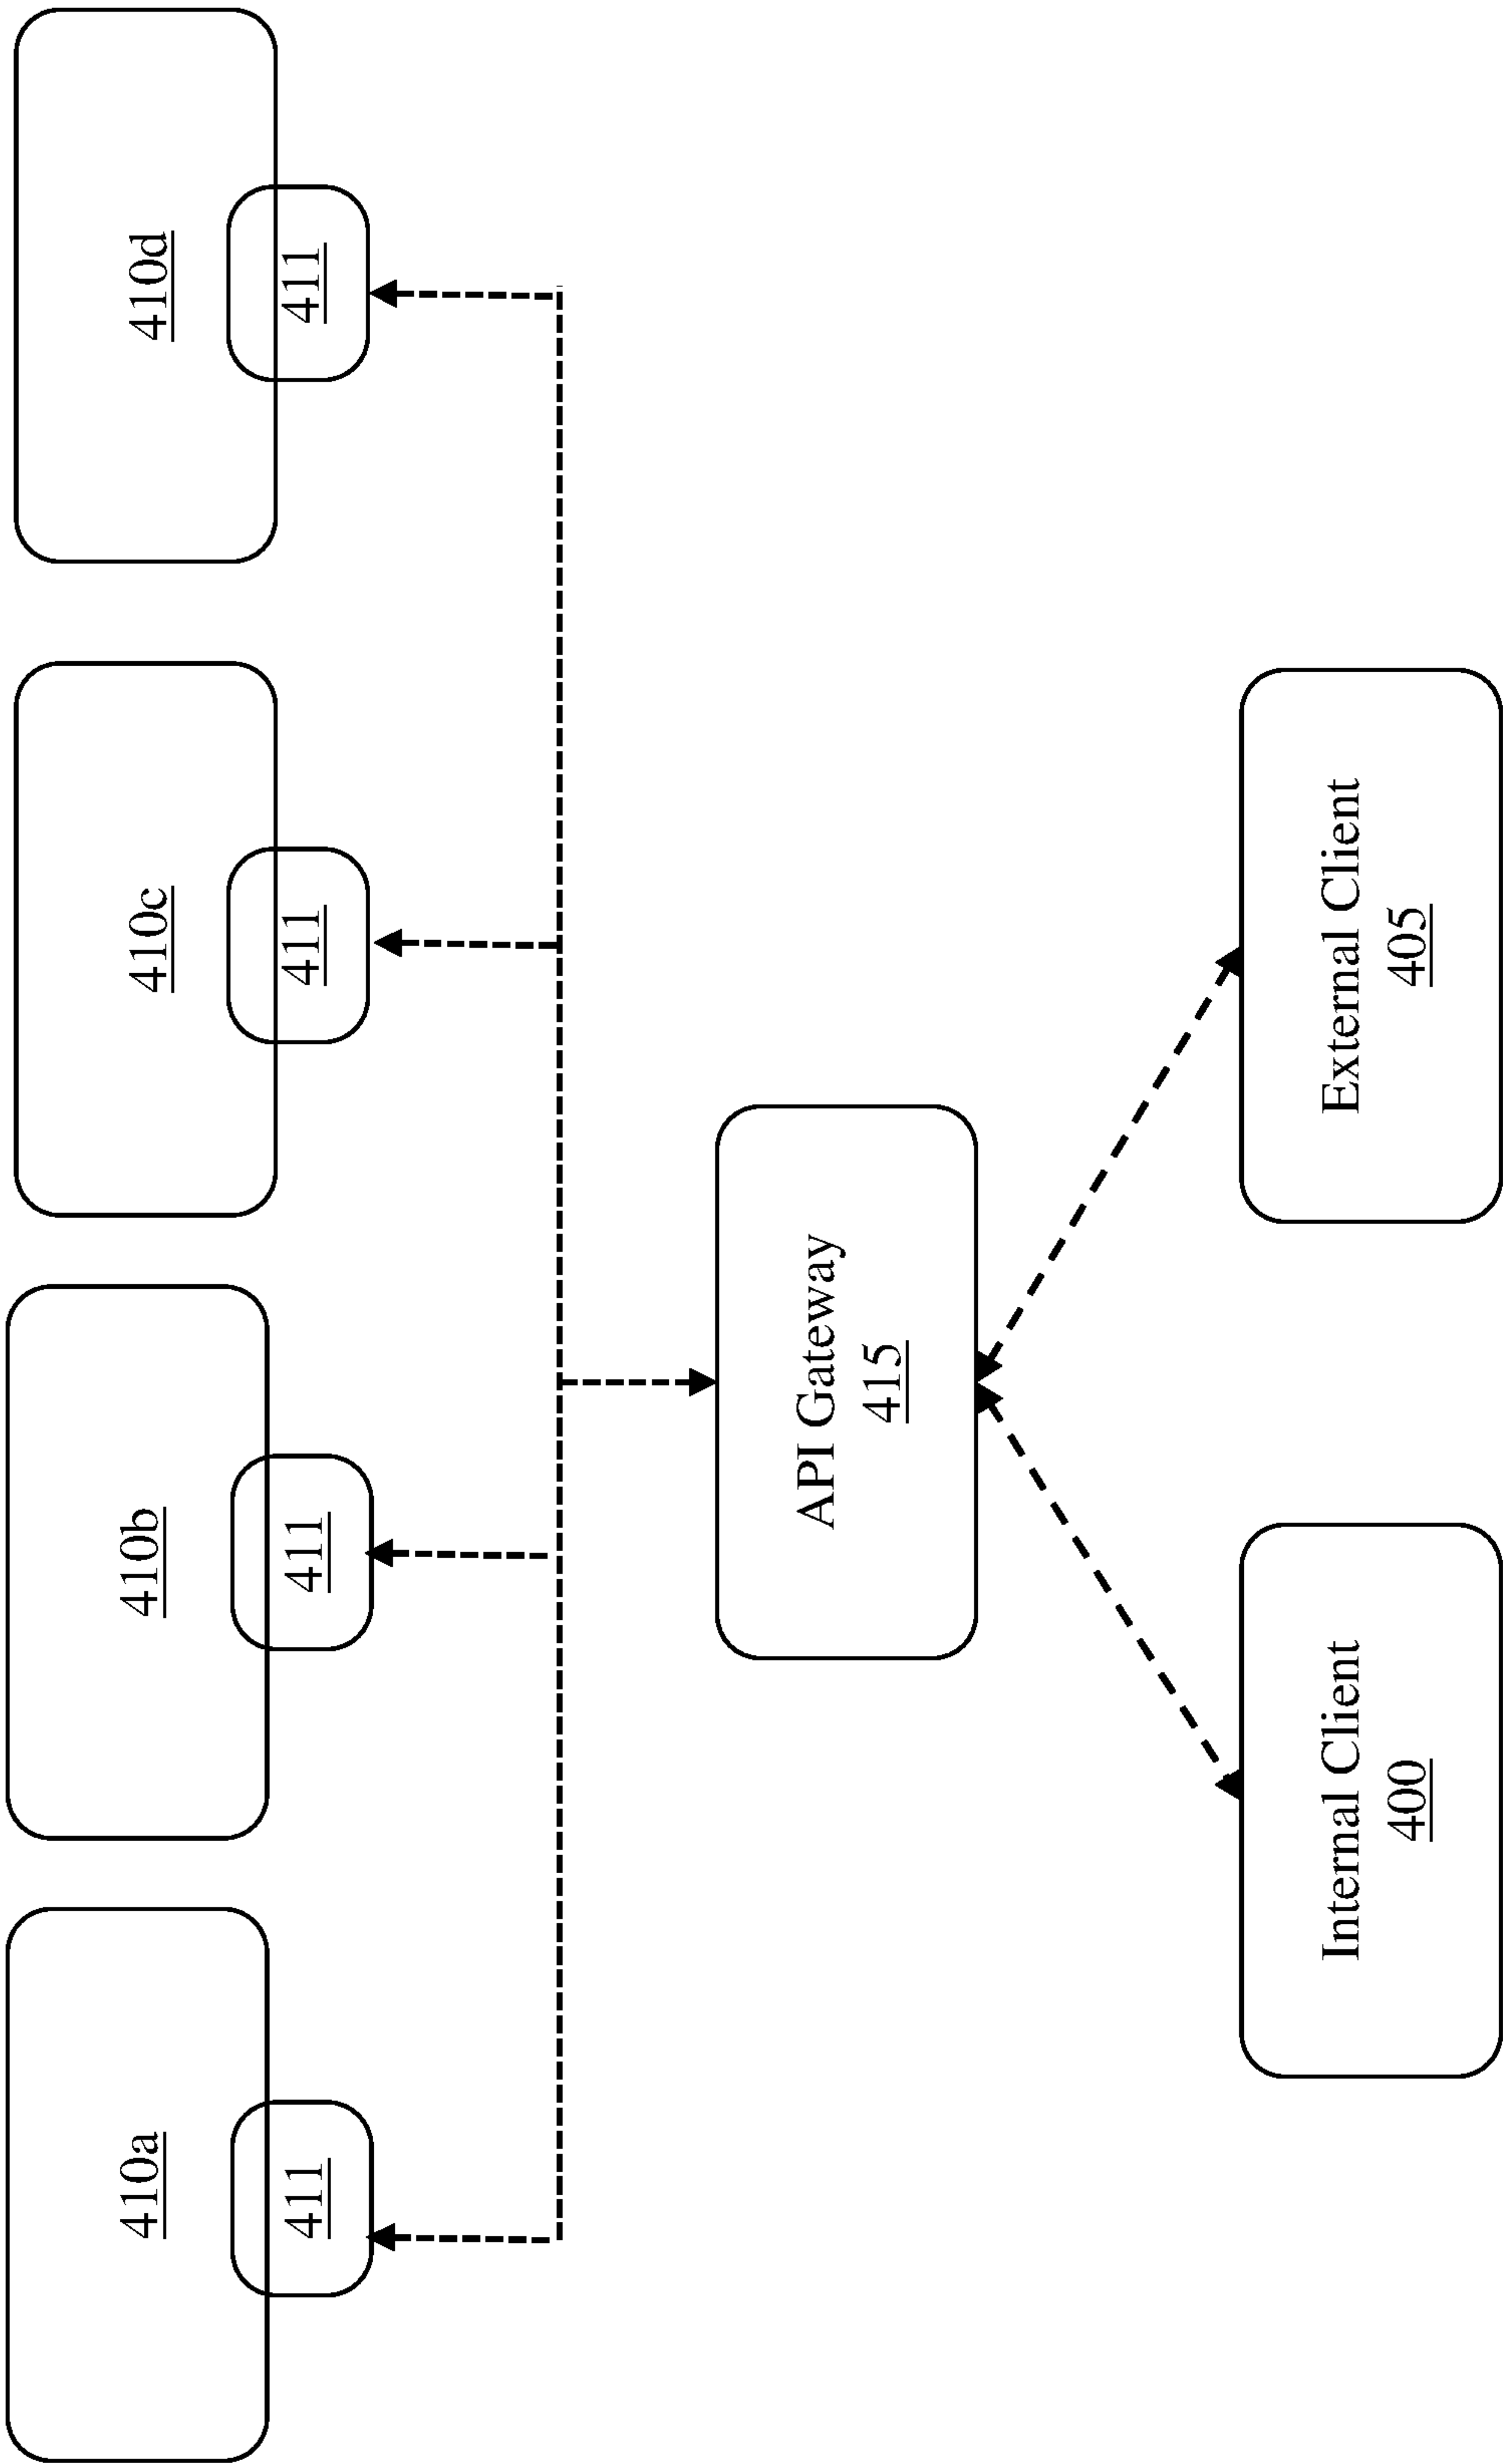 410a
411
410b
411
410c
411
410d
411
API Gateway
415
Internal Client
400
External Client
405